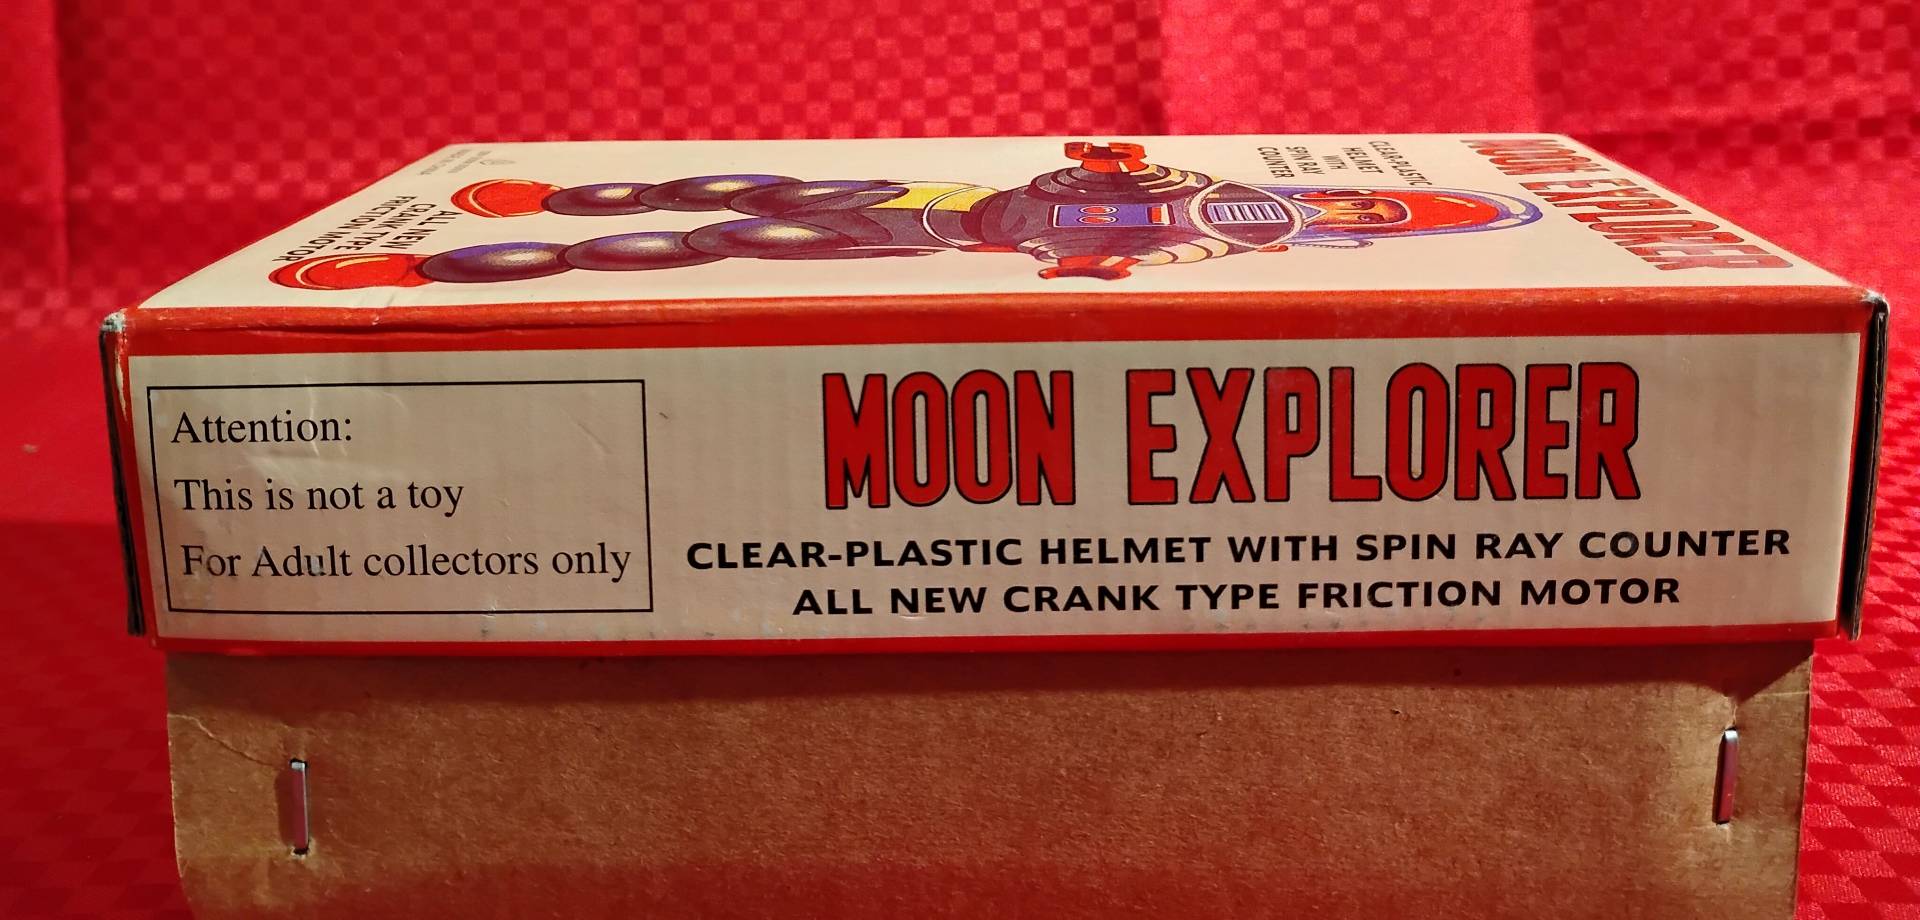 MOON EXPLORER
CLEAR-PLASTIC
HELMET
WITH
SPIN RAY
COUNTER
ALL NEW
CRANK TYPE
FRICTION MOTOR
Attention:
This is not a toy
For Adult collectors only
MOON EXPLORER
CLEAR-PLASTIC HELMET WITH SPIN RAY COUNTER
ALL NEW CRANK TYPE FRICTION MOTOR